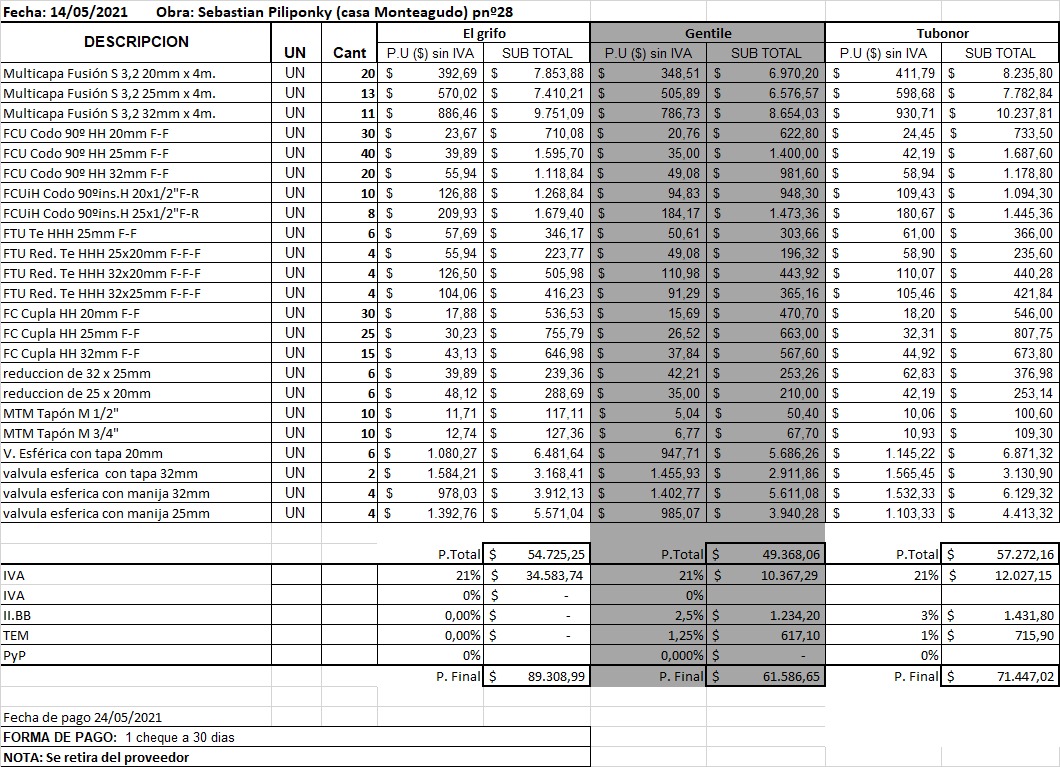 Fecha: 14/05/2021 Obra: Sebastian Piliponky (casa Monteagudo) pnº28
El grifo Gentile Tubonor
DESCRIPCION UN Cant P.U ($) sin IVA SUB TOTAL P.U ($) sin IVA SUB TOTAL P.U ($) sin IVA SUB TOTAL
Multicapa Fusión S 3,2 20mm x 4m. UN 20 $ 392,69 $ 7.853,88 $ 348,51 $ 6.970,20 $ 411,79 $ 8.235,80
Multicapa Fusión S 3,2 25mm x 4m. UN 13 $ 570,02 $ 7.410,21 $ 505,89 $ 6.576,57 $ 598,68 $ 7.782,84
Multicapa Fusión S 3,2 32mm x 4m. UN 11 $ 886,46 $ 9.751,09 $ 786,73 $ 8.654,03 $ 930,71 $ 10.237,81
FCU Codo 90º HH 20mm F-F UN 30 $ 23,67 $ 710,08 $ 20,76 $ 622,80 $ 24,45 $ 733,50
FCU Codo 90º HH 25mm F-F UN 40 $ 39,89 $ 1.595,70 $ 35,00 $ 1.400,00 $ 42,19 $ 1.687,60
FCU Codo 90º HH 32mm F-F UN 20 $ 55,94 $ 1.118,84 $ 49,08 $ 981,60 $ 58,94 $ 1.178,80
FCUiH Codo 90ºins.H 20x1/2"F-R UN 10 $ 126,88 $ 1.268,84 $ 94,83 $ 948,30 $ 109,43 $ 1.094,30
FCUiH Codo 90ºins.H 25x1/2"F-R UN 8 $ 209,93 $ 1.679,40 $ 184,17 $ 1.473,36 $ 180,67 $ 1.445,36
FTU Te HHH 25mm F-F UN 6 $ 57,69 $ 346,17 $ 50,61 $ 303,66 $ 61,00 $ 366,00
FTU Red. Te HHH 25x20mm F-F-F UN 4 $ 55,94 $ 223,77 $ 49,08 $ 196,32 $ 58,90 $ 235,60
FTU Red. Te HHH 32x20mm F-F-F UN 4 $ 126,50 $ 505,98 $ 110,98 $ 443,92 $ 110,07 $ 440,28
FTU Red. Te HHH 32x25mm F-F-F UN 4 $ 104,06 $ 416,23 $ 91,29 $ 365,16 $ 105,46 $ 421,84
FC Cupla HH 20mm F-F UN 30 $ 17,88 $ 536,53 $ 15,69 $ 470,70 $ 18,20 $ 546,00
FC Cupla HH 25mm F-F UN 25 $ 30,23 $ 755,79 $ 26,52 $ 663,00 $ 32,31 $ 807,75
FC Cupla HH 32mm F-F UN 15 $ 43,13 $ 646,98 $ 37,84 $ 567,60 $ 44,92 $ 673,80
reduccion de 32 x 25mm UN 6 $ 39,89 $ 239,36 $ 42,21 $ 253,26 $ 62,83 $ 376,98
reduccion de 25 x 20mm UN 6 $ 48,12 $ 288,69 $ 35,00 $ 210,00 $ 42,19 $ 253,14
MTM Tapón M 1/2" UN 10 $ 11,71 $ 117,11 $ 5,04 $ 50,40 $ 10,06 $ 100,60
MTM Tapón M 3/4" UN 10 $ 12,74 $ 127,36 $ 6,77 $ 67,70 $ 10,93 $ 109,30
V. Esférica con tapa 20mm UN 6 $ 1.080,27 $ 6.481,64 $ 947,71 $ 5.686,26 $ 1.145,22 $ 6.871,32
valvula esferica con tapa 32mm UN 2 $ 1.584,21 $ 3.168,41 $ 1.455,93 $ 2.911,86 $ 1.565,45 $ 3.130,90
valvula esferica con manija 32mm UN 4 $ 978,03 $ 3.912,13 $ 1.402,77 $ 5.611,08 $ 1.532,33 $ 6.129,32
valvula esferica con manija 25mm UN 4 $ 1.392,76 $ 5.571,04 $ 985,07 $ 3.940,28 $ 1.103,33 $ 4.413,32
P.Total $ 54.725,25 P.Total $ 49.368,06 P.Total $ 57.272,16
IVA 21% $ 34.583,74 21% $ 10.367,29 21% $ 12.027,15
IVA 0% $ - 0%
II.BB 0,00% $ - 2,5% $ 1.234,20 3% $ 1.431,80
TEM 0,00% $ - 1,25% $ 617,10 1% $ 715,90
PyP 0% 0,000% $ - 0%
P. Final $ 89.308,99 P. Final $ 61.586,65 P. Final $ 71.447,02
Fecha de pago 24/05/2021
FORMA DE PAGO: 1 cheque a 30 dias
NOTA: Se retira del proveedor